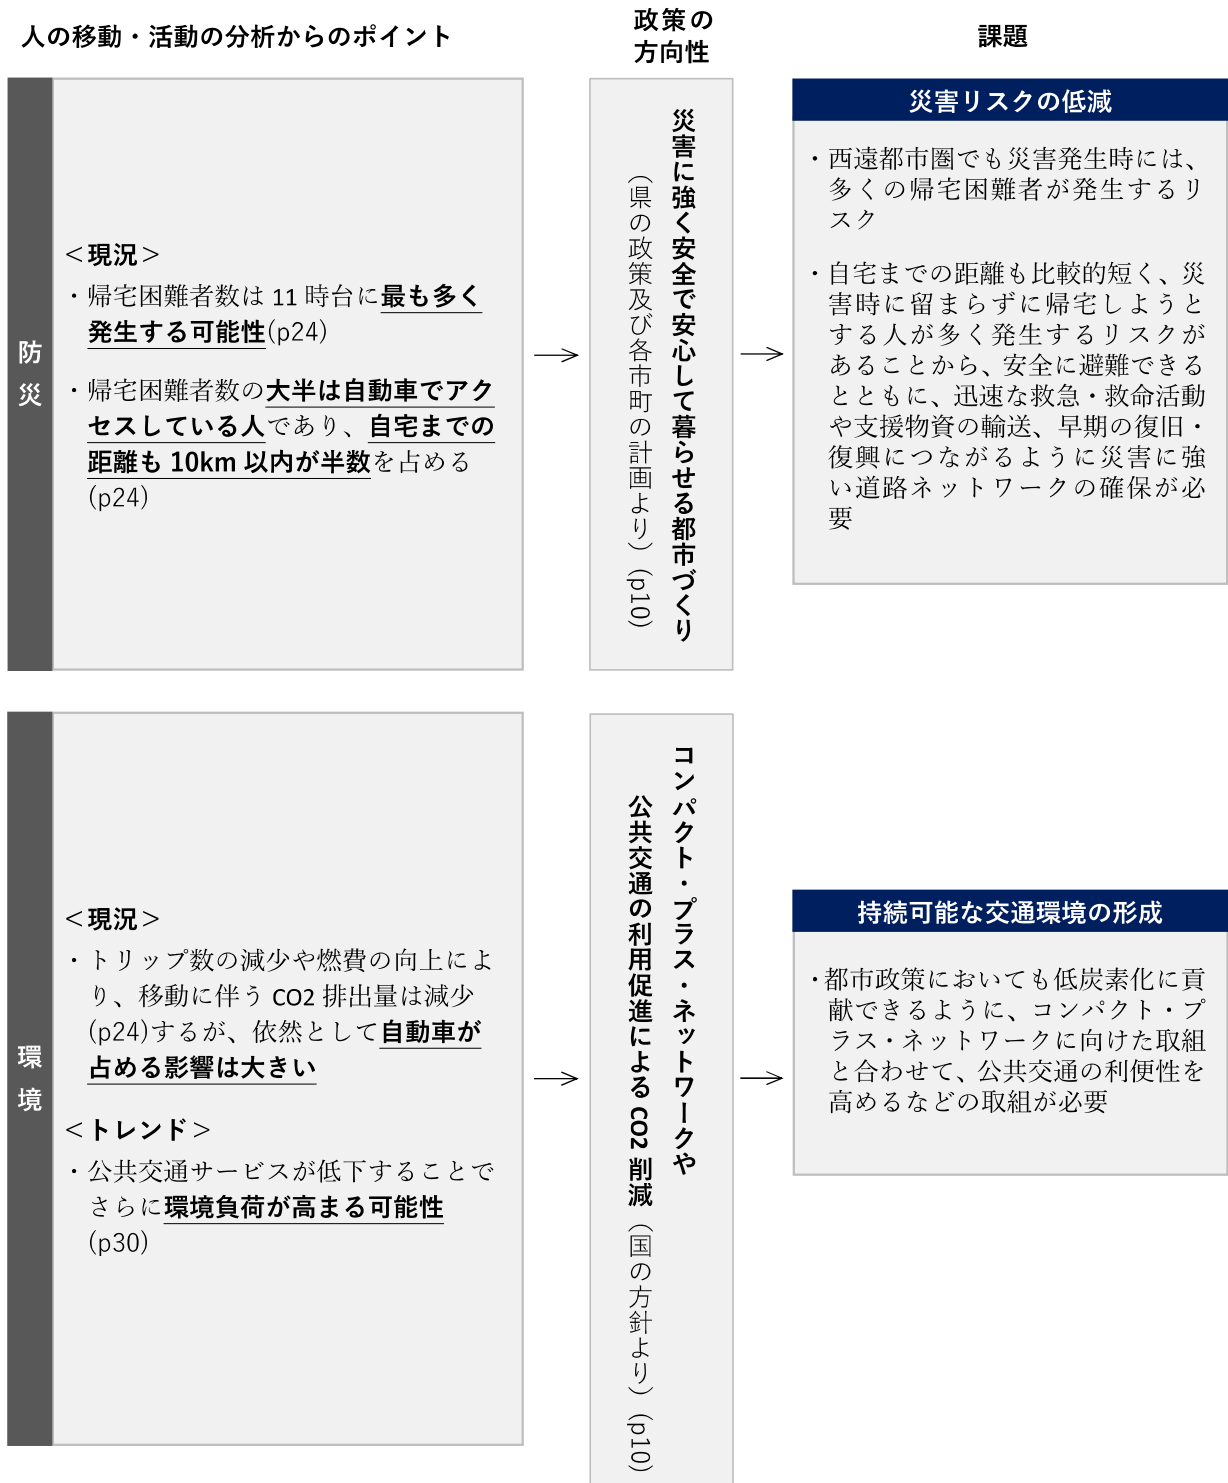 人の移動・活動の分析からのポイント
政策の
方向性
課題
防災
＜現況＞
・帰宅困難者数は 11 時台に最も多く
発生する可能性(p24)
・帰宅困難者数の大半は自動車でアク
セスしている人であり、自宅までの
距離も 10km 以内が半数を占める
(p24)
災害に強く安全で安心して暮らせる都市づくり
（県の政策及び各市町の計画より）(p10)
災害リスクの低減
・西遠都市圏でも災害発生時には、
多くの帰宅困難者が発生するリ
スク
・自宅までの距離も比較的短く、災
害時に留まらずに帰宅しようと
する人が多く発生するリスクが
あることから、安全に避難できる
とともに、迅速な救急・救命活動
や支援物資の輸送、早期の復旧・
復興につながるように災害に強
い道路ネットワークの確保が必
要
環境
＜現況＞
・トリップ数の減少や燃費の向上によ
り、移動に伴う CO2 排出量は減少
(p24)するが、依然として自動車が
占める影響は大きい
＜トレンド＞
・公共交通サービスが低下することで
さらに環境負荷が高まる可能性
(p30)
コンパクト・プラス・ネットワークや
公共交通の利用促進による CO2 削減（国の方針より）(p10)
持続可能な交通環境の形成
・都市政策においても低炭素化に貢
献できるように、コンパクト・プ
ラス・ネットワークに向けた取組
と合わせて、公共交通の利便性を
高めるなどの取組が必要